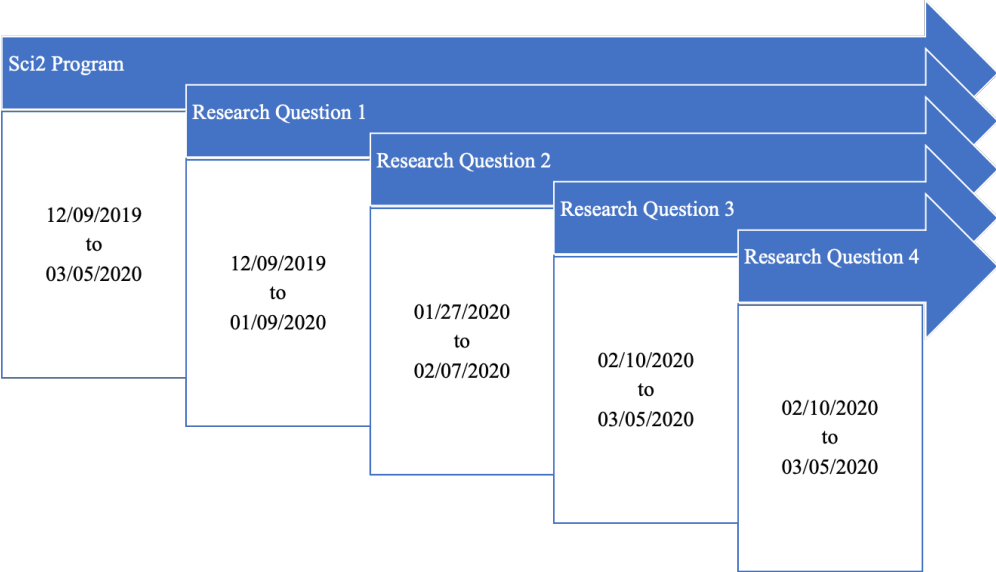 Sci2 Program
12/09/2019
to
03/05/2020
Research Question 1
12/09/2019
to
01/09/2020
Research Question 2
01/27/2020
to
02/07/2020
Research Question 3
02/10/2020
to
03/05/2020
Research Question 4
02/10/2020
to
03/05/2020